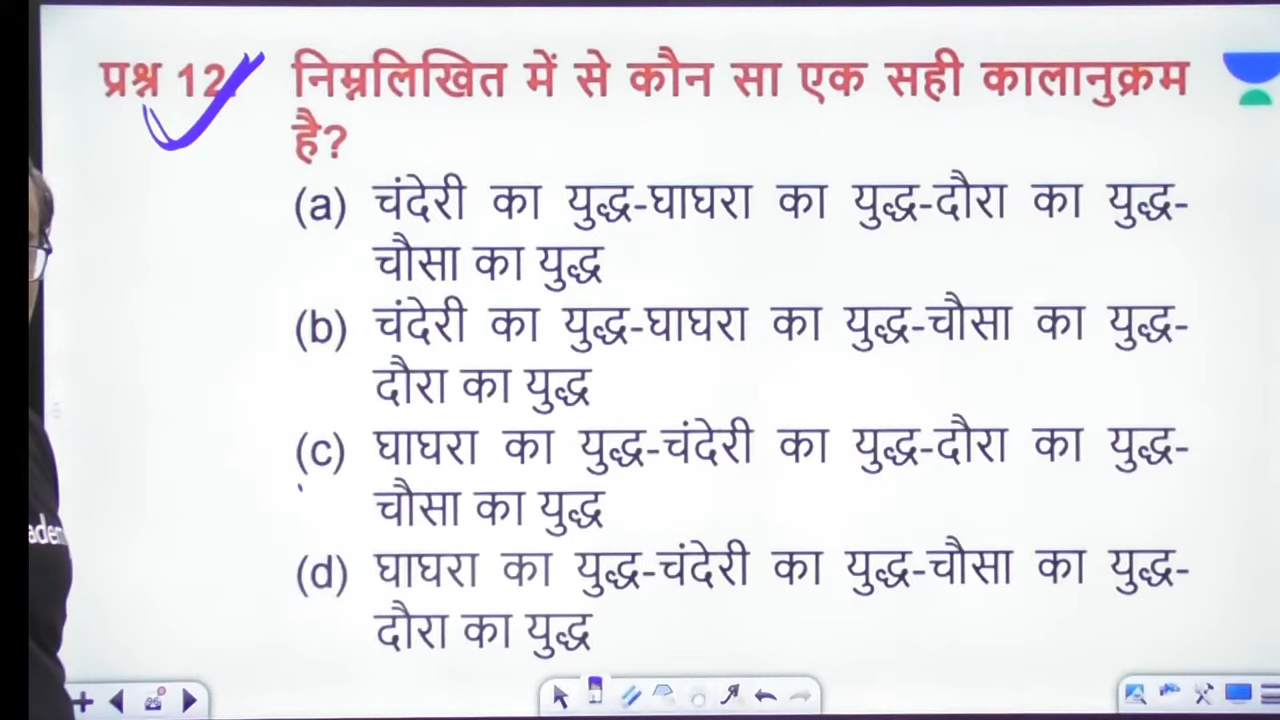 प्रश्न 12. निम्नलिखित में से कौन सा एक सही कालानुक्रम
है?
(a) चंदेरी का युद्ध-घाघरा का युद्ध-दौरा का युद्ध-
चौसा का युद्ध
(b) चंदेरी का युद्ध-घाघरा का युद्ध-चौसा का युद्ध-
दौरा का युद्ध
(c) घाघरा का युद्ध-चंदेरी का युद्ध-दौरा का युद्ध-
चौसा का युद्ध
(d) घाघरा का युद्ध-चंदेरी का युद्ध-चौसा का युद्ध-
दौरा का युद्ध